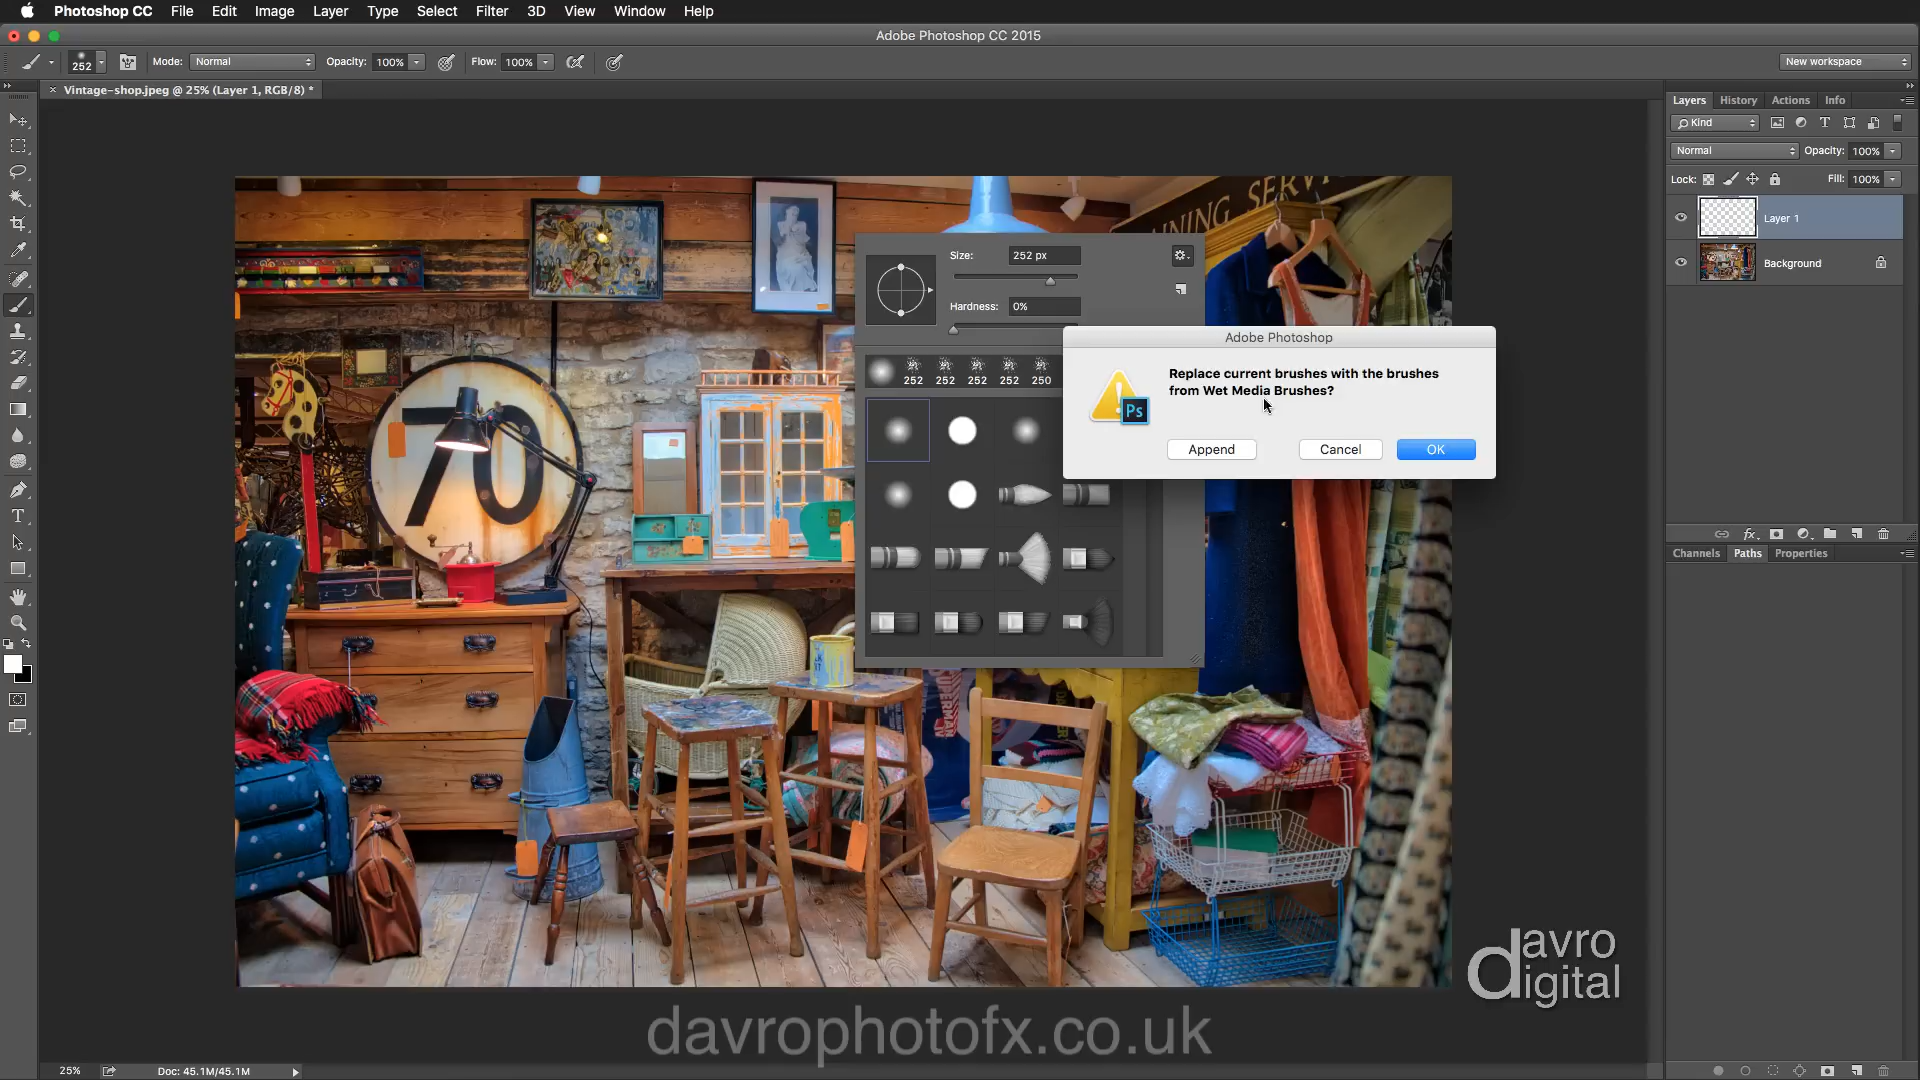 Photoshop CC File Edit Image Layer Type Select Filter 3D View Window Help
Adobe Photoshop CC 2015
252 Mode: Normal Opacity: 100% Flow: 100% New workspace
× Vintage-shop.jpeg @ 25% (Layer 1, RGB/8) *
Layers History Actions Info
Kind
Normal Opacity: 100%
Lock: Fill: 100%
Layer 1
Background
Channels Paths Properties
Size: 252 px
Hardness: 0%
252 252 252 252 250
Adobe Photoshop
Replace current brushes with the brushes
from Wet Media Brushes?
Ps
Append Cancel OK
NING SERV
70
SUPERMAN
davro
digital
davrophotofx.co.uk
25% Doc: 45.1M/45.1M